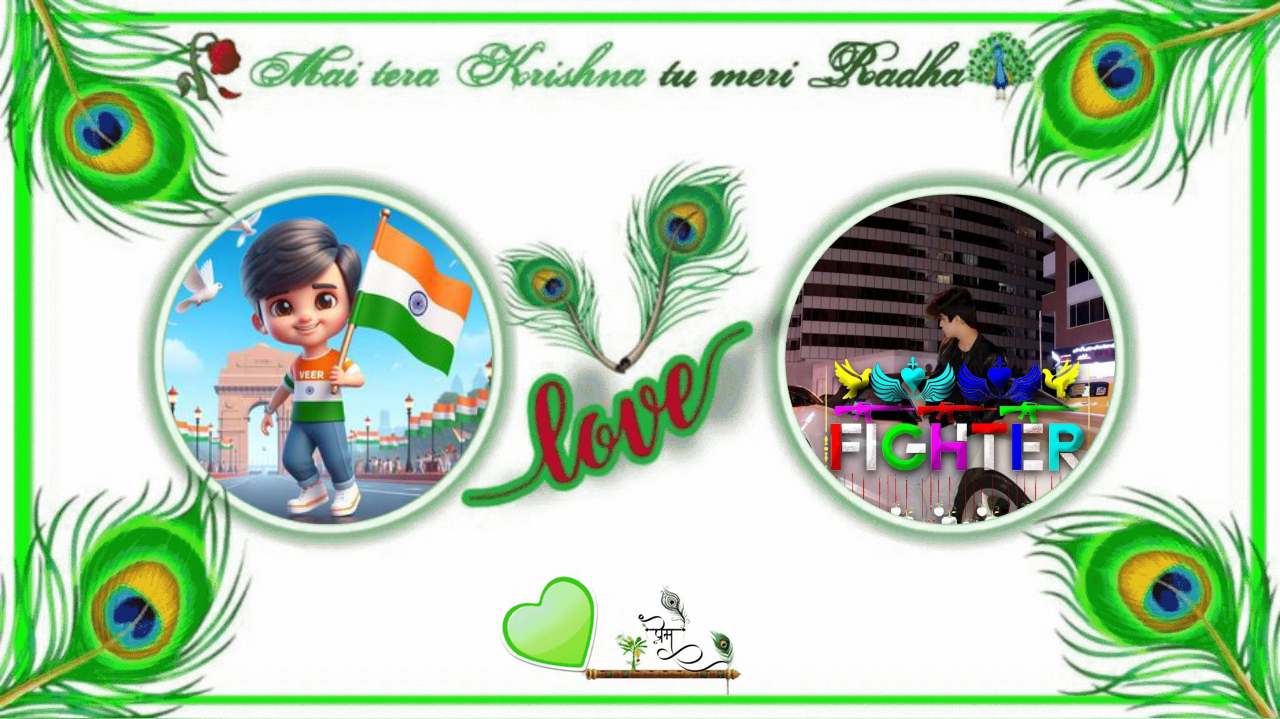 Mai tera Krishna tu meri Radha
VEER
love
FIGHTER
प्रेम